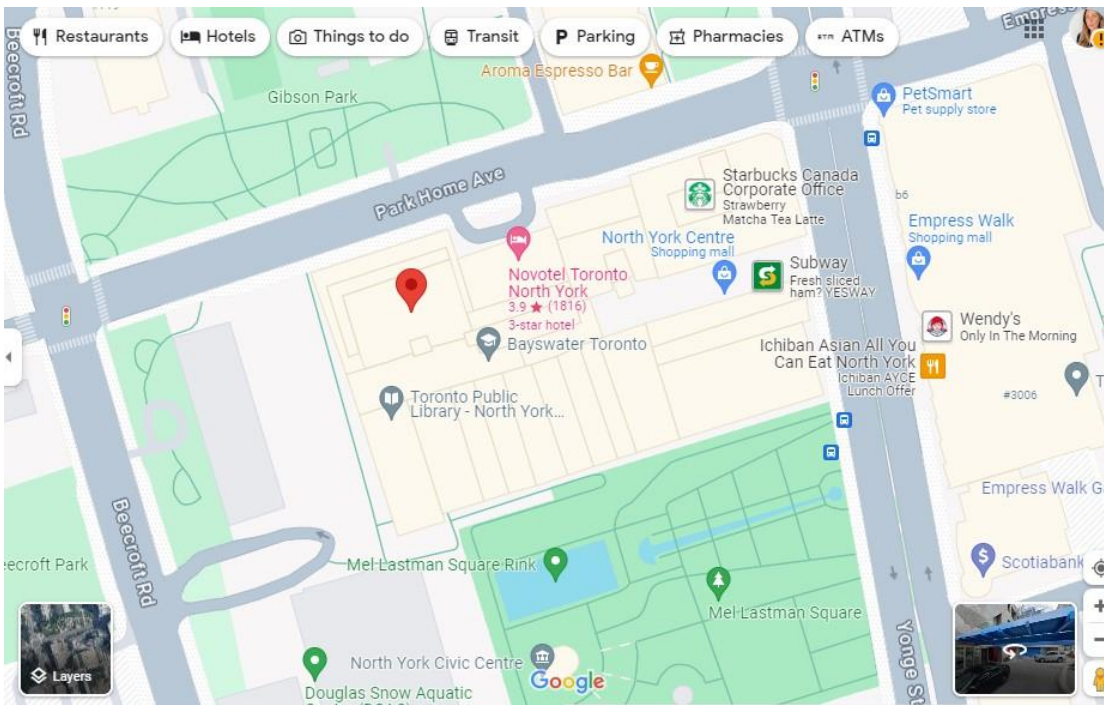 Restaurants
Hotels
Things to do
Transit
P Parking
Pharmacies
ATM ATMs
Beecroft Rd
Empress
Aroma Espresso Bar
Gibson Park
PetSmart
Pet supply store
Park Home Ave
Starbucks Canada
Corporate Office
Strawberry
Matcha Tea Latte
b6
Empress Walk
Shopping mall
North York Centre
Shopping mall
Novotel Toronto
North York
3.9 ★ (1816)
3-star hotel
Subway
Fresh sliced
ham? YESWAY
Wendy's
Only In The Morning
Bayswater Toronto
Ichiban Asian All You
Can Eat North York
Ichiban AYCE
Lunch Offer
Toronto Public
Library - North York...
#3006
T
Empress Walk G
Beecroft Rd
ecroft Park
Mel Lastman Square Rink
Scotiabank
Mel Lastman Square
Yonge St
Layers
North York Civic Centre
Google
Douglas Snow Aquatic